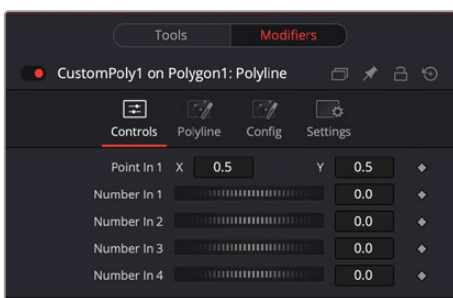 Tools Modifiers
CustomPoly1 on Polygon1: Polyline
Controls Polyline Config Settings
Point In 1 X 0.5 Y 0.5
Number In 1 0.0
Number In 2 0.0
Number In 3 0.0
Number In 4 0.0